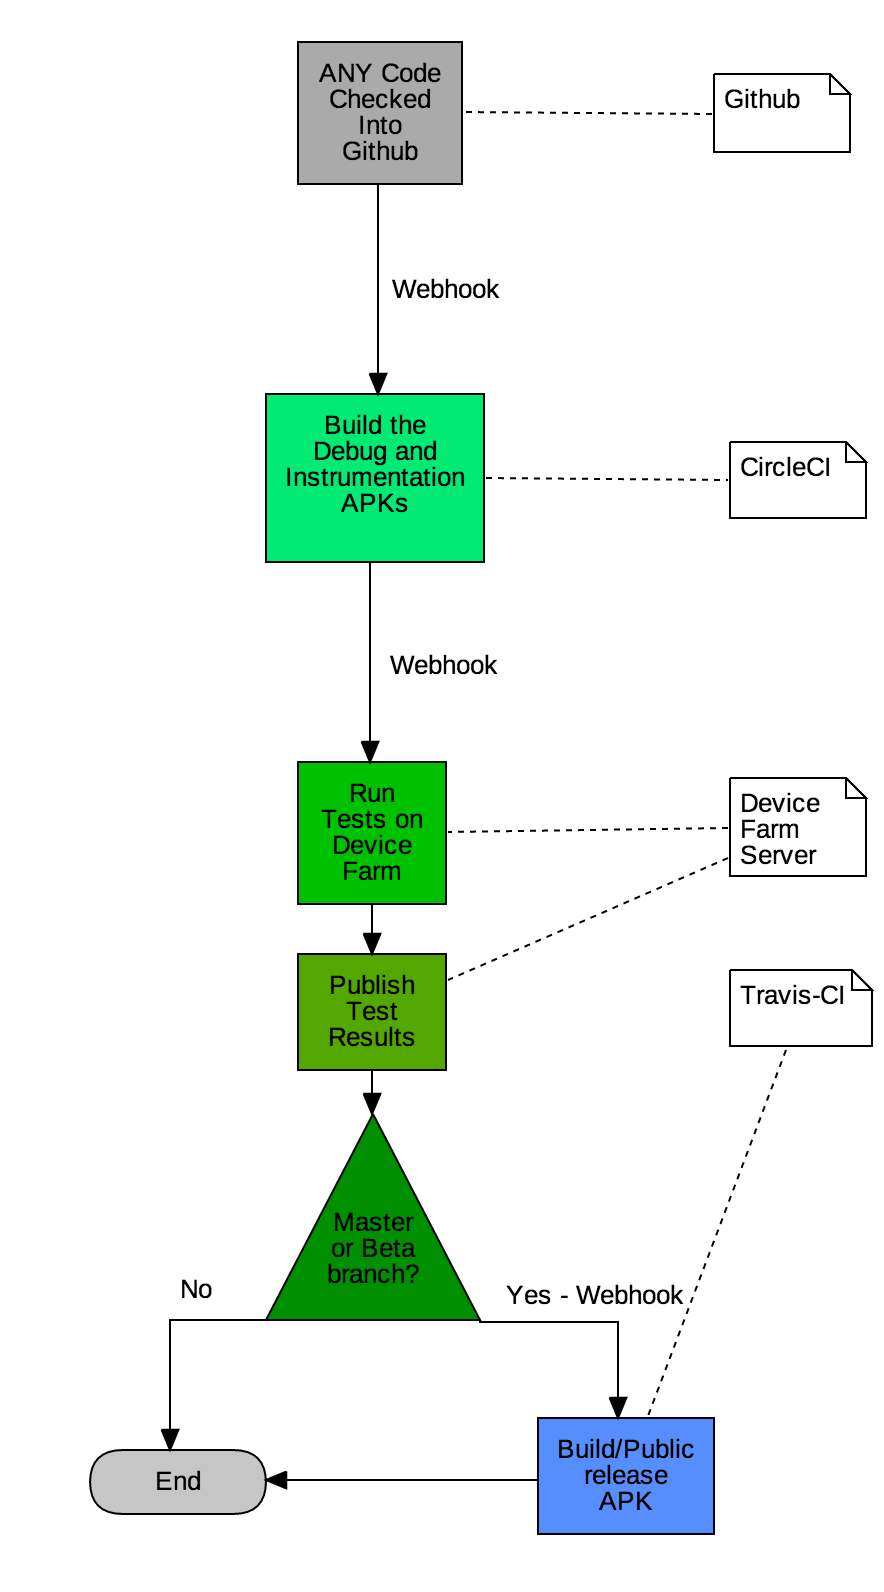 ANY Code
Checked
Into
Github
Github
Webhook
Build the
Debug and
Instrumentation
APKs
CircleCI
Webhook
Run
Tests on
Device
Farm
Device
Farm
Server
Publish
Test
Results
Travis-CI
Master
or Beta
branch?
No
Yes - Webhook
Build/Public
release
APK
End